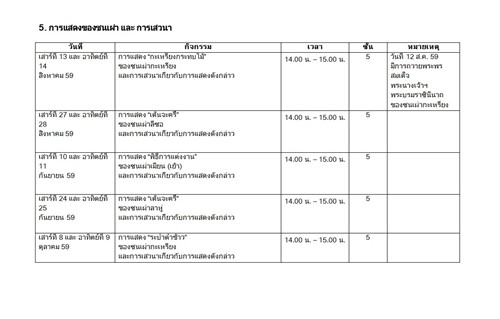 5. การแสดงของชนเผ่า และ การเสวนา
วันที่ กิจกรรม เวลา ชั้น หมายเหตุ
เสาร์ที่ 13 และ อาทิตย์ที่
14
สิงหาคม 59
การแสดง “กะเหรี่ยงกระทบไม้”
ของชนเผ่ากะเหรี่ยง
และการเสวนาเกี่ยวกับการแสดงดังกล่าว
14.00 น. – 15.00 น.
5
วันที่ 12 ส.ค. 59
มีการถวายพระพร
สมเด็จ
พระนางเจ้าฯ
พระบรมราชินีนาถ
ของชนเผ่ากะเหรี่ยง
เสาร์ที่ 27 และ อาทิตย์ที่
28
สิงหาคม 59
การแสดง “เต้นจะคึ”
ของชนเผ่าลีซอ
และการเสวนาเกี่ยวกับการแสดงดังกล่าว
14.00 น. – 15.00 น.
5
เสาร์ที่ 10 และ อาทิตย์ที่
11
กันยายน 59
การแสดง “พิธีการแต่งงาน”
ของชนเผ่าเมี่ยน (เย้า)
และการเสวนาเกี่ยวกับการแสดงดังกล่าว
14.00 น. – 15.00 น.
5
เสาร์ที่ 24 และ อาทิตย์ที่
25
กันยายน 59
การแสดง “เต้นจะคึ”
ของชนเผ่าลาหู่
และการเสวนาเกี่ยวกับการแสดงดังกล่าว
14.00 น. – 15.00 น.
5
เสาร์ที่ 8 และ อาทิตย์ที่ 9
ตุลาคม 59
การแสดง “ระบำตำข้าว”
ของชนเผ่ากะเหรี่ยง
และการเสวนาเกี่ยวกับการแสดงดังกล่าว
14.00 น. – 15.00 น.
5